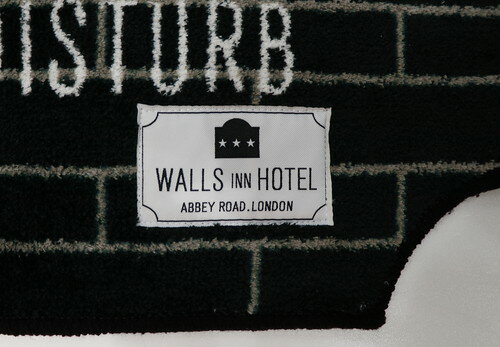 ISTURB
★★★
WALLS INN HOTEL
ABBEY ROAD.LONDON